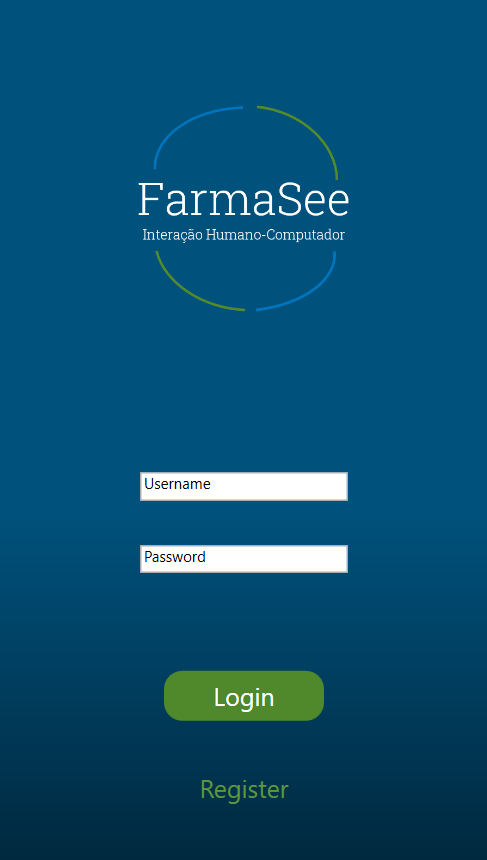 FarmaSee
Interação Humano-Computador
Username
Password
Login
Register